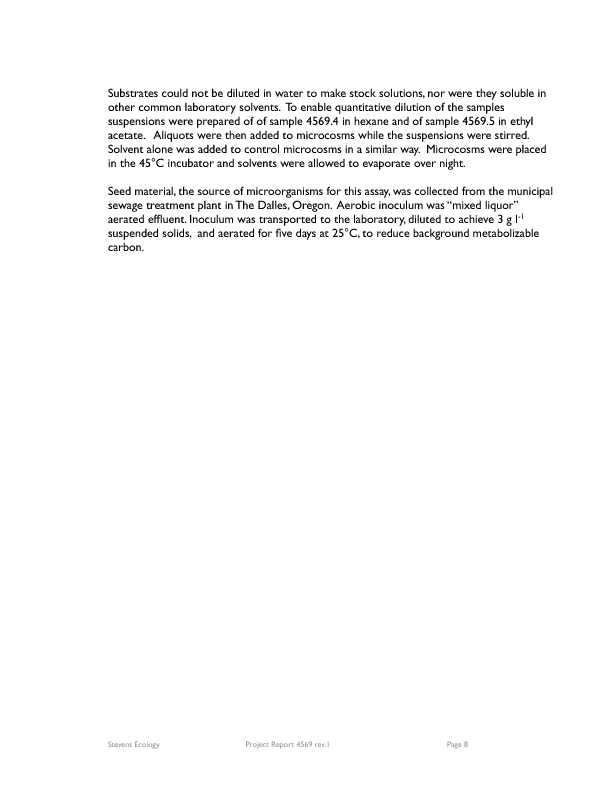 Substrates could not be diluted in water to make stock solutions, nor were they soluble in
other common laboratory solvents. To enable quantitative dilution of the samples
suspensions were prepared of of sample 4569.4 in hexane and of sample 4569.5 in ethyl
acetate. Aliquots were then added to microcosms while the suspensions were stirred.
Solvent alone was added to control microcosms in a similar way. Microcosms were placed
in the 45°C incubator and solvents were allowed to evaporate over night.
Seed material, the source of microorganisms for this assay, was collected from the municipal
sewage treatment plant in The Dalles, Oregon. Aerobic inoculum was “mixed liquor”
aerated effluent. Inoculum was transported to the laboratory, diluted to achieve 3 g l⁻¹
suspended solids, and aerated for five days at 25°C, to reduce background metabolizable
carbon.
Stevens Ecology Project Report 4569 rev.1 Page 8